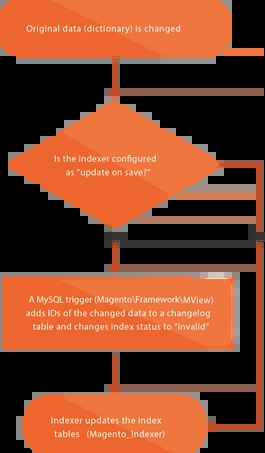 Original data (dictionary) is changed
Is the indexer configured
as “update on save?”
A MySQL trigger (Magento\Framework\MView)
adds IDs of the changed data to a changelog
table and changes index status to “invalid”
Indexer updates the index
tables (Magento_Indexer)